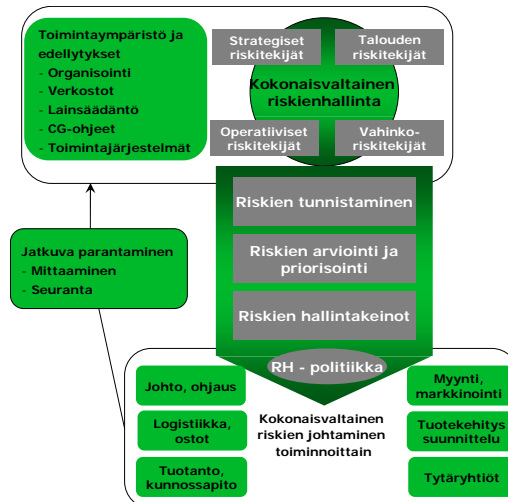 Toimintaympäristö ja
edellytykset
- Organisointi
- Verkostot
- Lainsäädäntö
- CG-ohjeet
- Toimintajärjestelmät
Strategiset
riskitekijät
Talouden
riskitekijät
Kokonaisvaltainen
riskienhallinta
Operatiiviset
riskitekijät
Vahinko-
riskitekijät
Riskien tunnistaminen
Riskien arviointi ja
priorisointi
Riskien hallintakeinot
Jatkuva parantaminen
- Mittaaminen
- Seuranta
RH - politiikka
Johto, ohjaus
Logistiikka,
ostot
Tuotanto,
kunnossapito
Kokonaisvaltainen
riskien johtaminen
toiminnoittain
Myynti,
markkinointi
Tuotekehitys
suunnittelu
Tytäryhtiöt